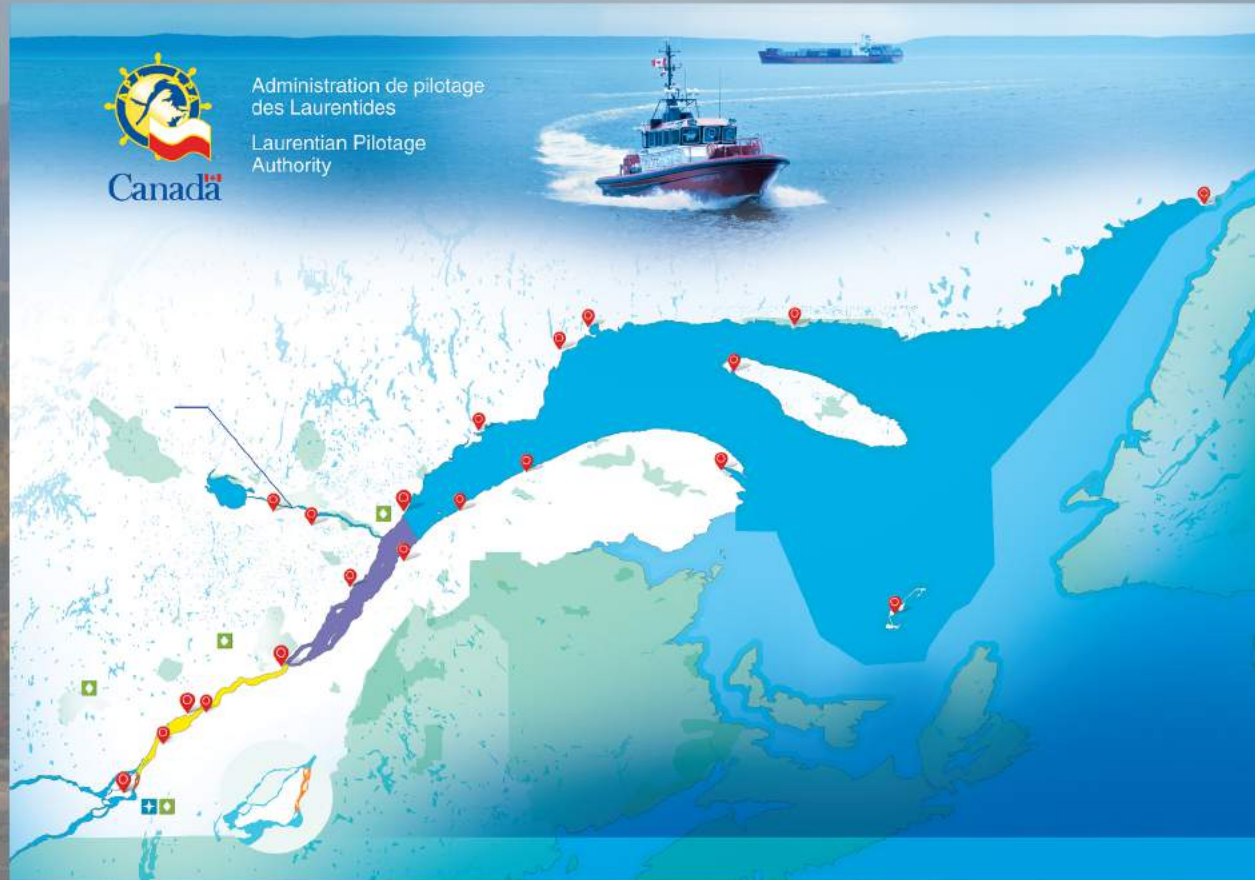 Administration de pilotage
des Laurentides
Laurentian Pilotage
Authority
Canada